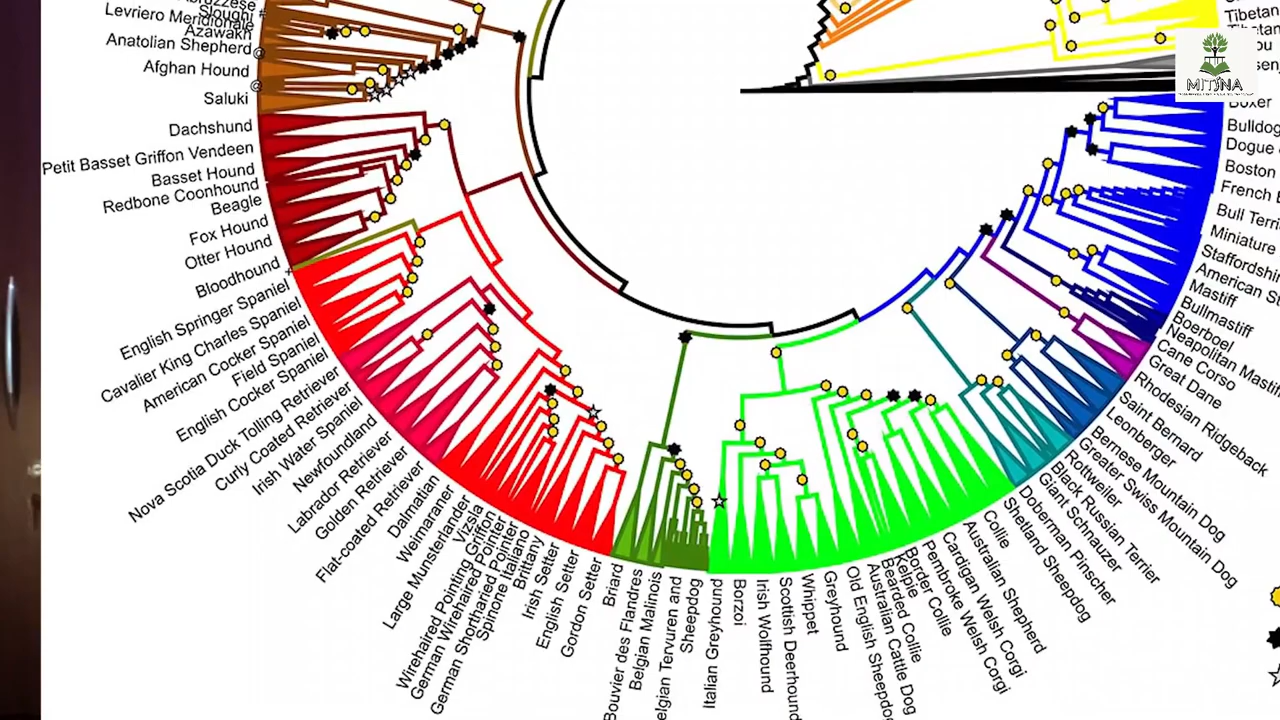 Levriero Meridionale
Azawakh
Anatolian Shepherd
Afghan Hound
Saluki
Dachshund
Petit Basset Griffon Vendeen
Basset Hound
Redbone Coonhound
Beagle
Fox Hound
Otter Hound
Bloodhound
English Springer Spaniel
Cavalier King Charles Spaniel
American Cocker Spaniel
Field Spaniel
English Cocker Spaniel
Nova Scotia Duck Tolling Retriever
Curly Coated Retriever
Irish Water Spaniel
Newfoundland
Labrador Retriever
Golden Retriever
Flat-coated Retriever
Dalmatian
Weimaraner
Large Munsterlander
Vizsla
Wirehaired Pointing Griffon
German Wirehaired Pointer
German Shorthaired Pointer
Spinone Italiano
Brittany
Irish Setter
English Setter
Gordon Setter
Briard
Bouvier des Flandres
Belgian Malinois
elgian Tervuren and
Sheepdog
Italian Greyhound
Borzoi
Irish Wolfhound
Scottish Deerhound
Whippet
Greyhound
Old English Sheepdog
Australian Cattle Dog
Bearded Collie
Kelpie
Border Collie
Pembroke Welsh Corgi
Cardigan Welsh Corgi
Australian Shepherd
Collie
Shetland Sheepdog
Doberman Pinscher
Giant Schnauzer
Black Russian Terrier
Rottweiler
Greater Swiss Mountain Dog
Bernese Mountain Dog
Leonberger
Saint Bernard
Rhodesian Ridgeback
Great Dane
Cane Corso
Neapolitan Mastif
Boerboel
Bullmastiff
Mastiff
American St
Staffordshi
Miniature
Bull Terri
French B
Boston
Dogue
Bulldog
Boxer
Tibetan
MITJNA